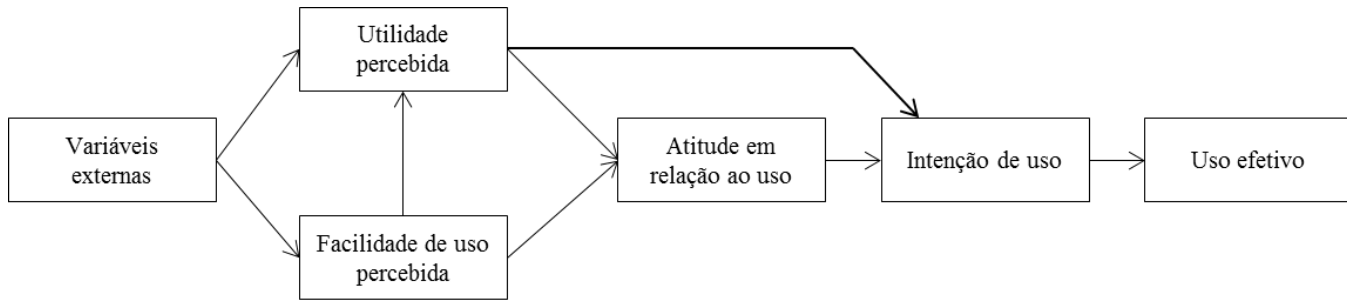 Utilidade
percebida
Variáveis
externas
Facilidade de uso
percebida
Atitude em
relação ao uso
Intenção de uso
Uso efetivo